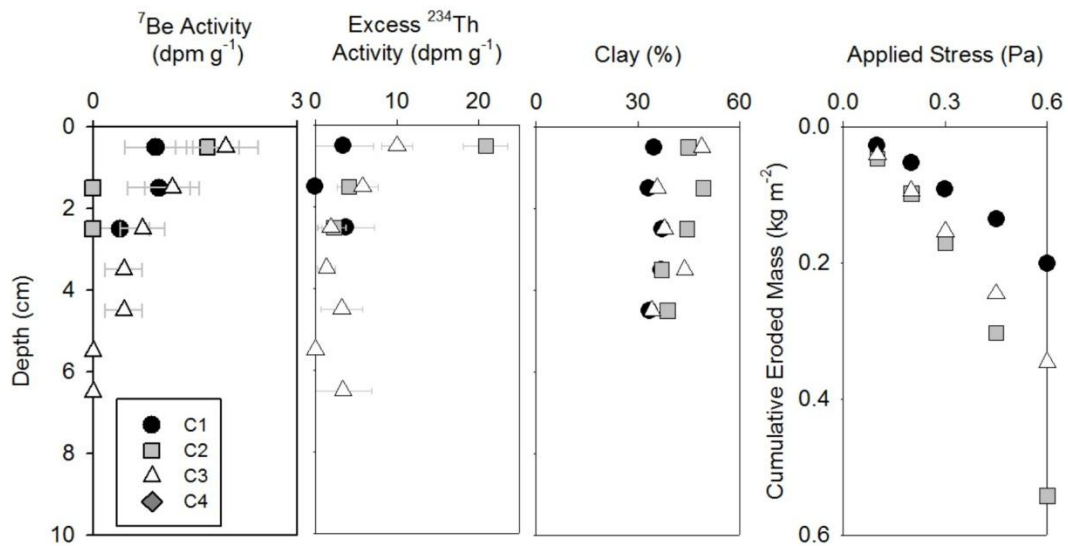 ⁷Be Activity
(dpm g⁻¹)
Excess ²³⁴Th
Activity (dpm g⁻¹)
Clay (%)
Applied Stress (Pa)
0 3
0 10 20
0 30 60
0.0 0.3 0.6
Depth (cm)
0
2
4
6
8
10
C1
C2
C3
C4
Cumulative Eroded Mass (kg m⁻²)
0.0
0.2
0.4
0.6